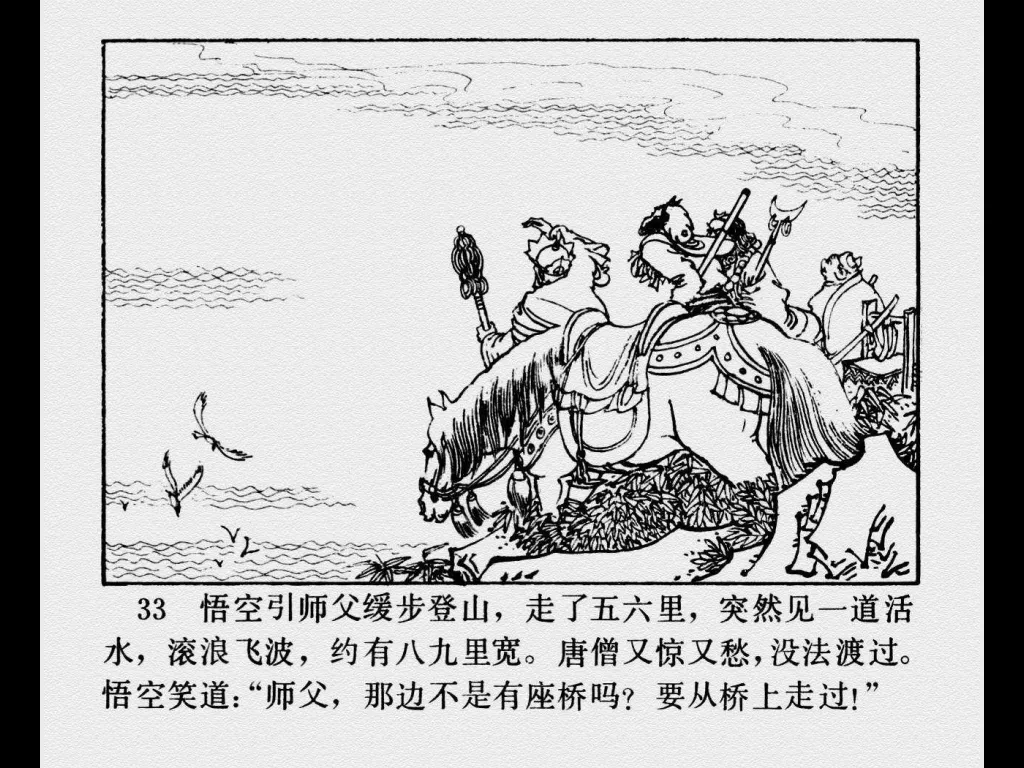 33 悟空引师父缓步登山，走了五六里，突然见一道活
水，滚浪飞波，约有八九里宽。唐僧又惊又愁，没法渡过。
悟空笑道：“师父，那边不是有座桥吗？要从桥上走过！”